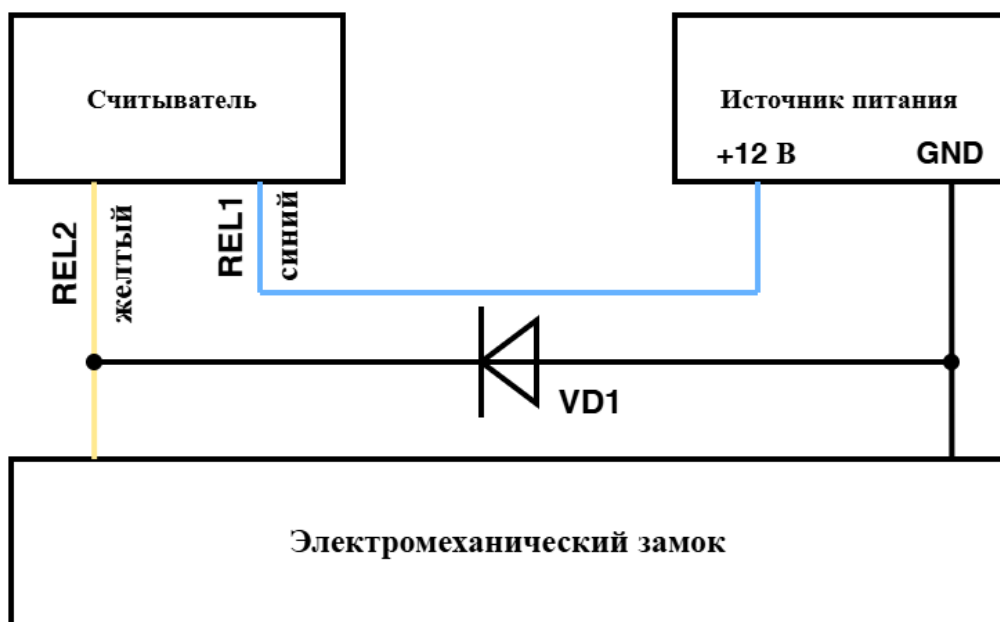 Считыватель
Источник питания
+12 В
GND
REL2
желтый
REL1
синий
VD1
Электромеханический замок